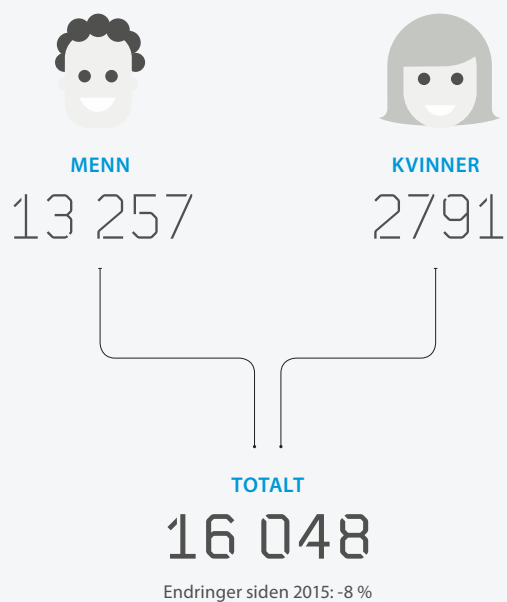 MENN
13 257
KVINNER
2791
TOTALT
16 048
Endringer siden 2015: -8 %